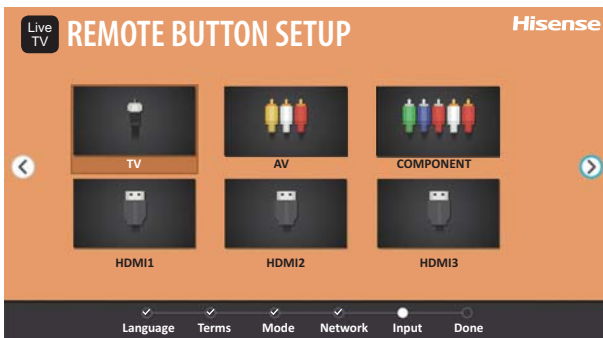 Live
TV
REMOTE BUTTON SETUP
Hisense
TV
AV
COMPONENT
HDMI1
HDMI2
HDMI3
Language
Terms
Mode
Network
Input
Done